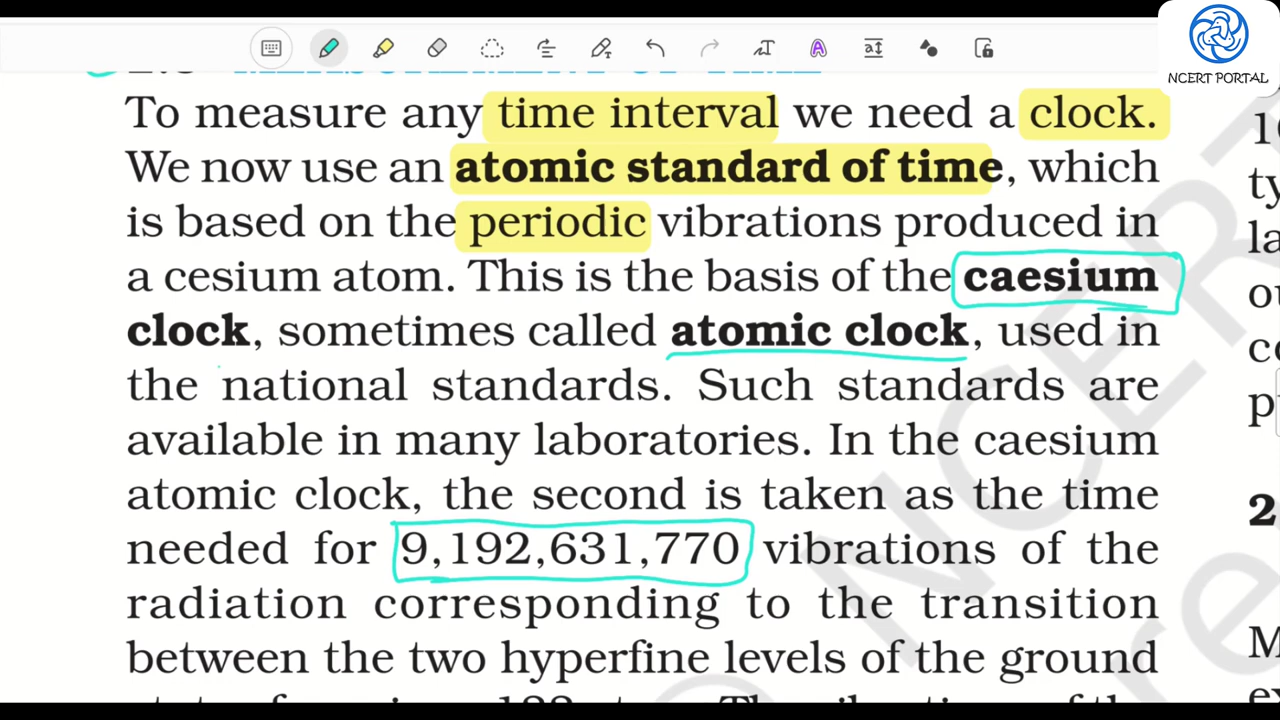 NCERT PORTAL
To measure any time interval we need a clock.
We now use an atomic standard of time, which
is based on the periodic vibrations produced in
a cesium atom. This is the basis of the caesium
clock, sometimes called atomic clock, used in
the national standards. Such standards are
available in many laboratories. In the caesium
atomic clock, the second is taken as the time
needed for 9,192,631,770 vibrations of the
radiation corresponding to the transition
between the two hyperfine levels of the ground